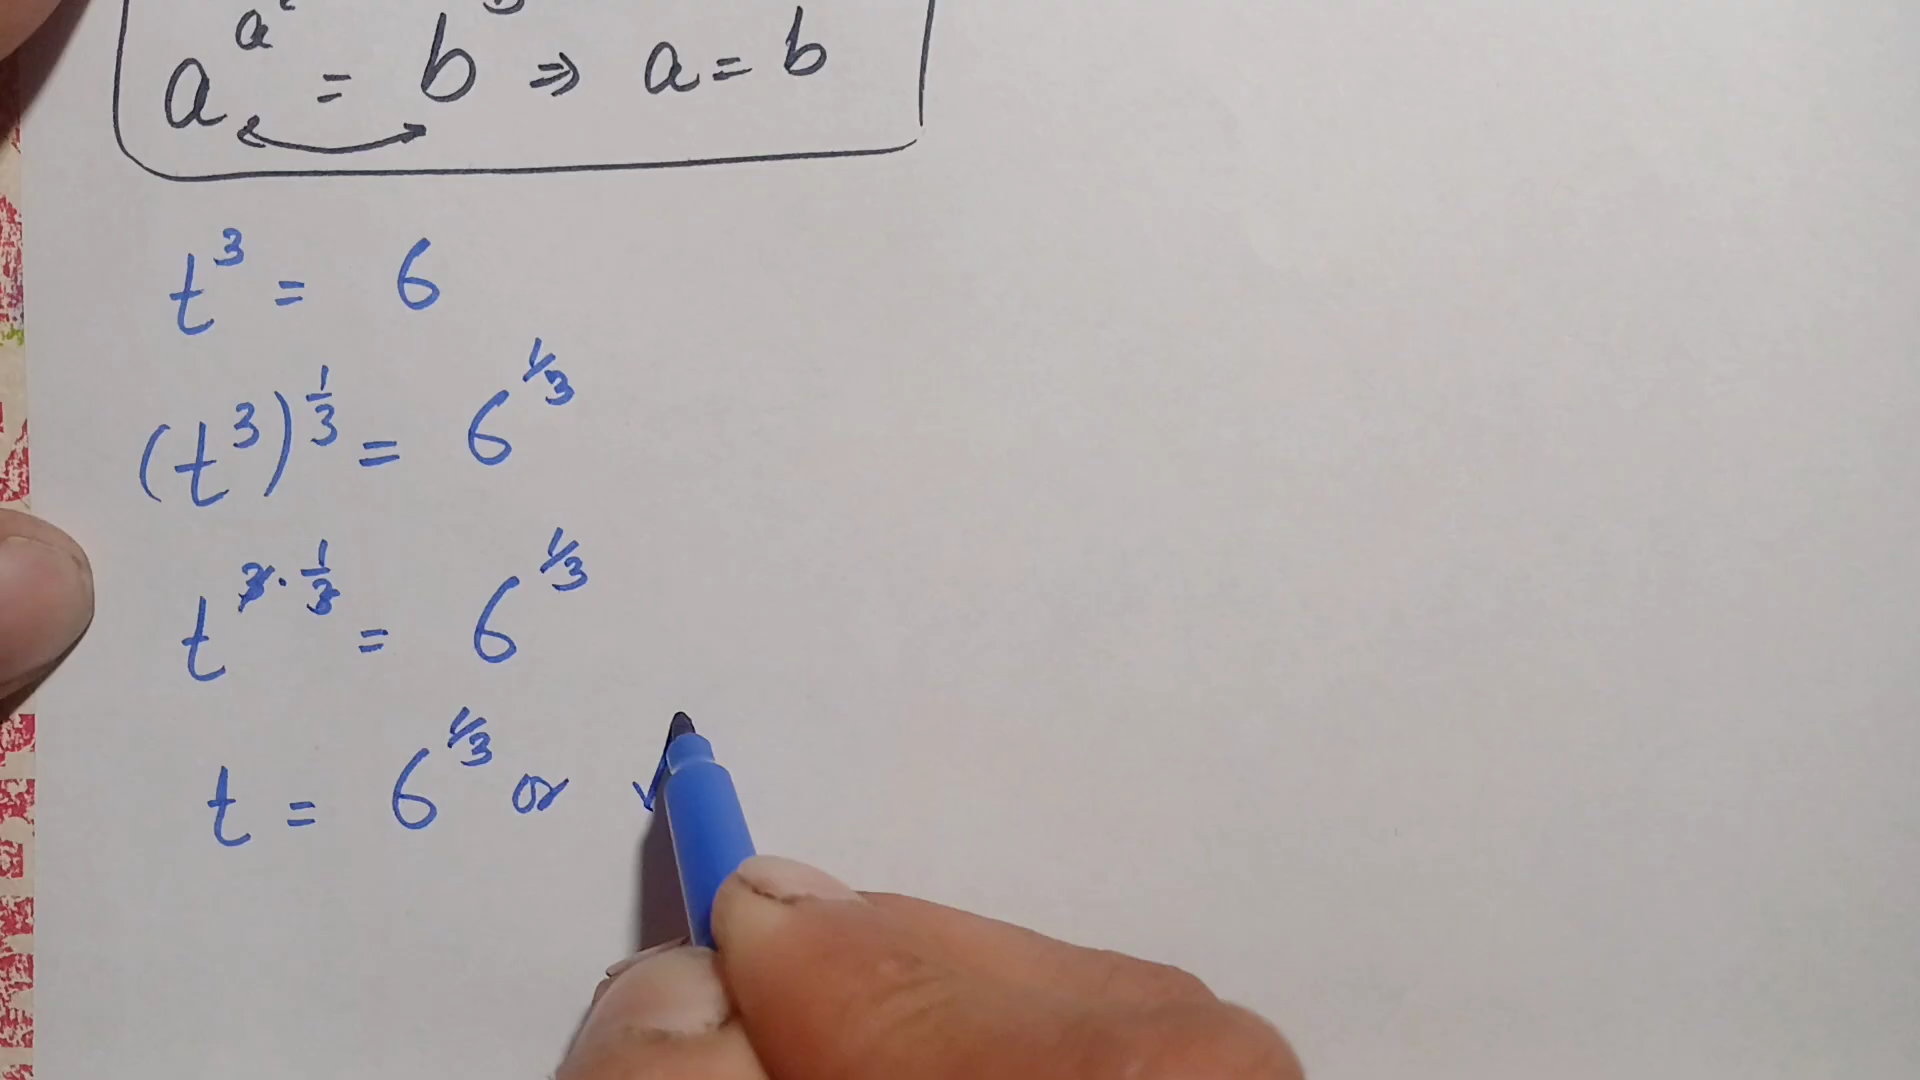 a^a = b ⇒ a = b
t^3 = 6
(t^3)^1/3 = 6^1/3
t^3·1/3 = 6^1/3
t = 6^1/3 or √